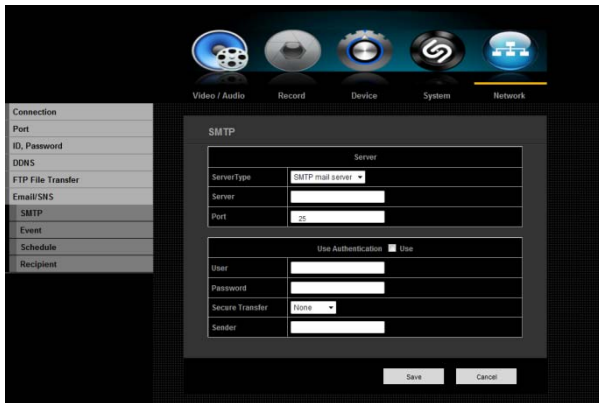 Video / Audio Record Device System Network
Connection
Port
ID, Password
DDNS
FTP File Transfer
Email/SNS
SMTP
Event
Schedule
Recipient
SMTP
Server
ServerType SMTP mail server
Server
Port 25
Use Authentication Use
User
Password
Secure Transfer None
Sender
Save Cancel